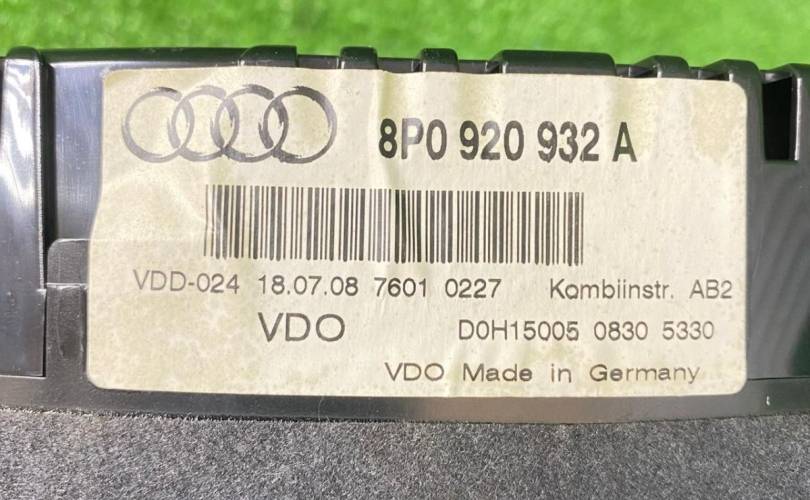 8P0 920 932 A
VDD-024 18.07.08 7601 0227 Kombiinstr. AB2
VDO D0H15005 0830 5330
VDO Made in Germany